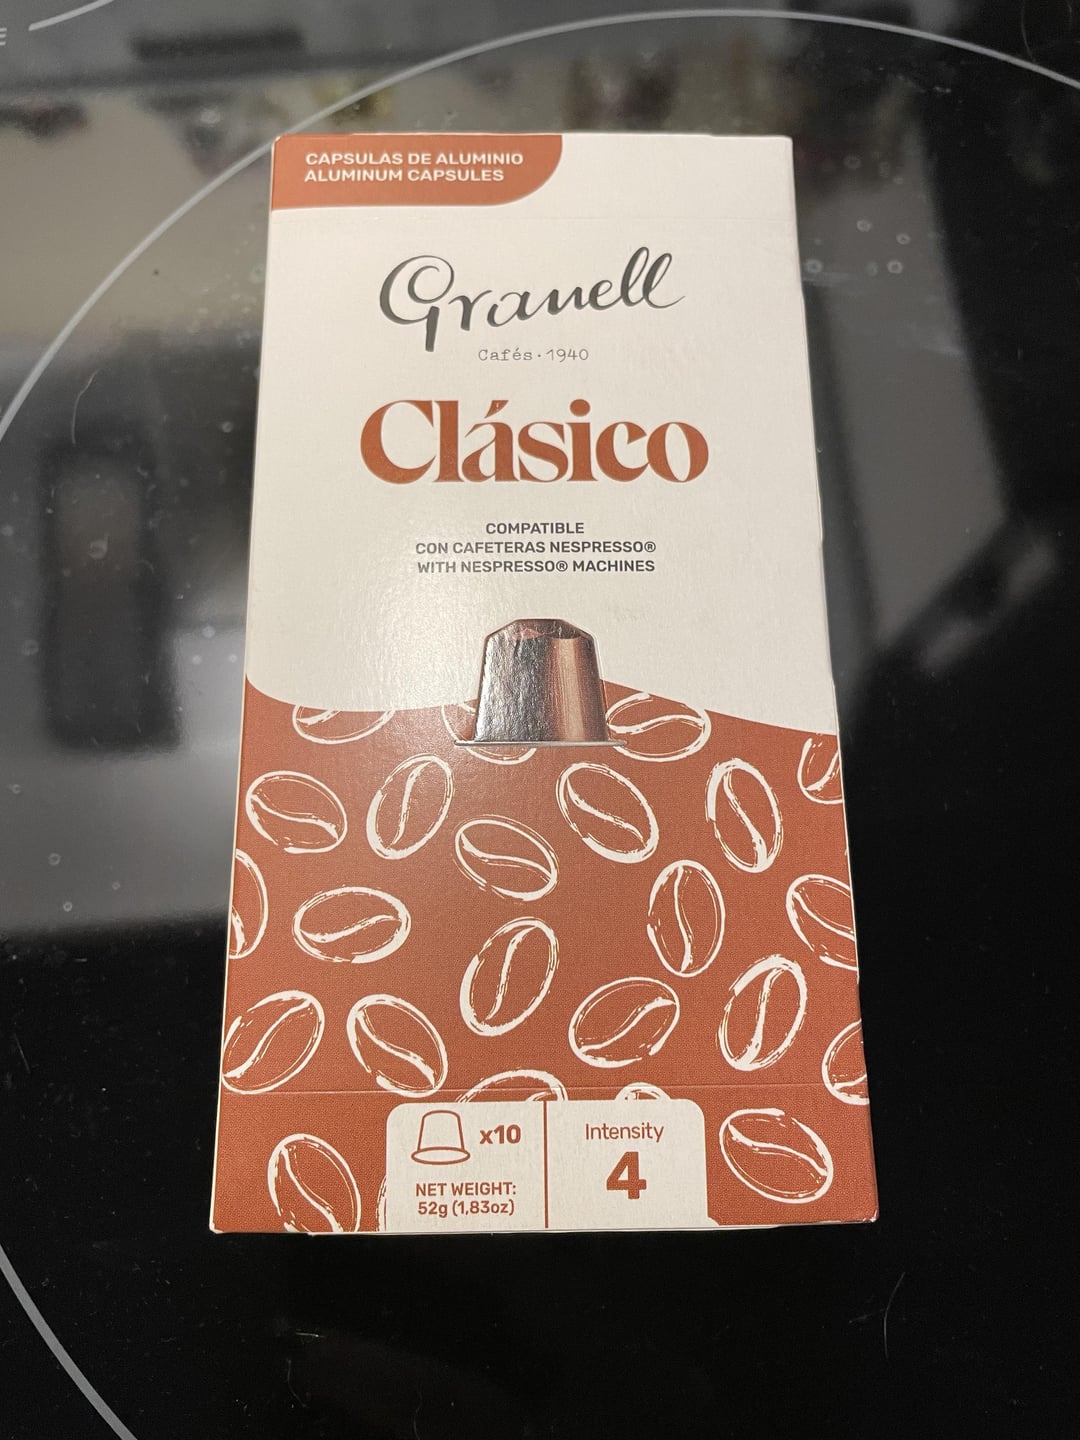 CAPSULAS DE ALUMINIO
ALUMINUM CAPSULES
Granell
Cafés·1940
Clásico
COMPATIBLE
CON CAFETERAS NESPRESSO®
WITH NESPRESSO® MACHINES
x10
NET WEIGHT:
52g (1,83oz)
Intensity
4